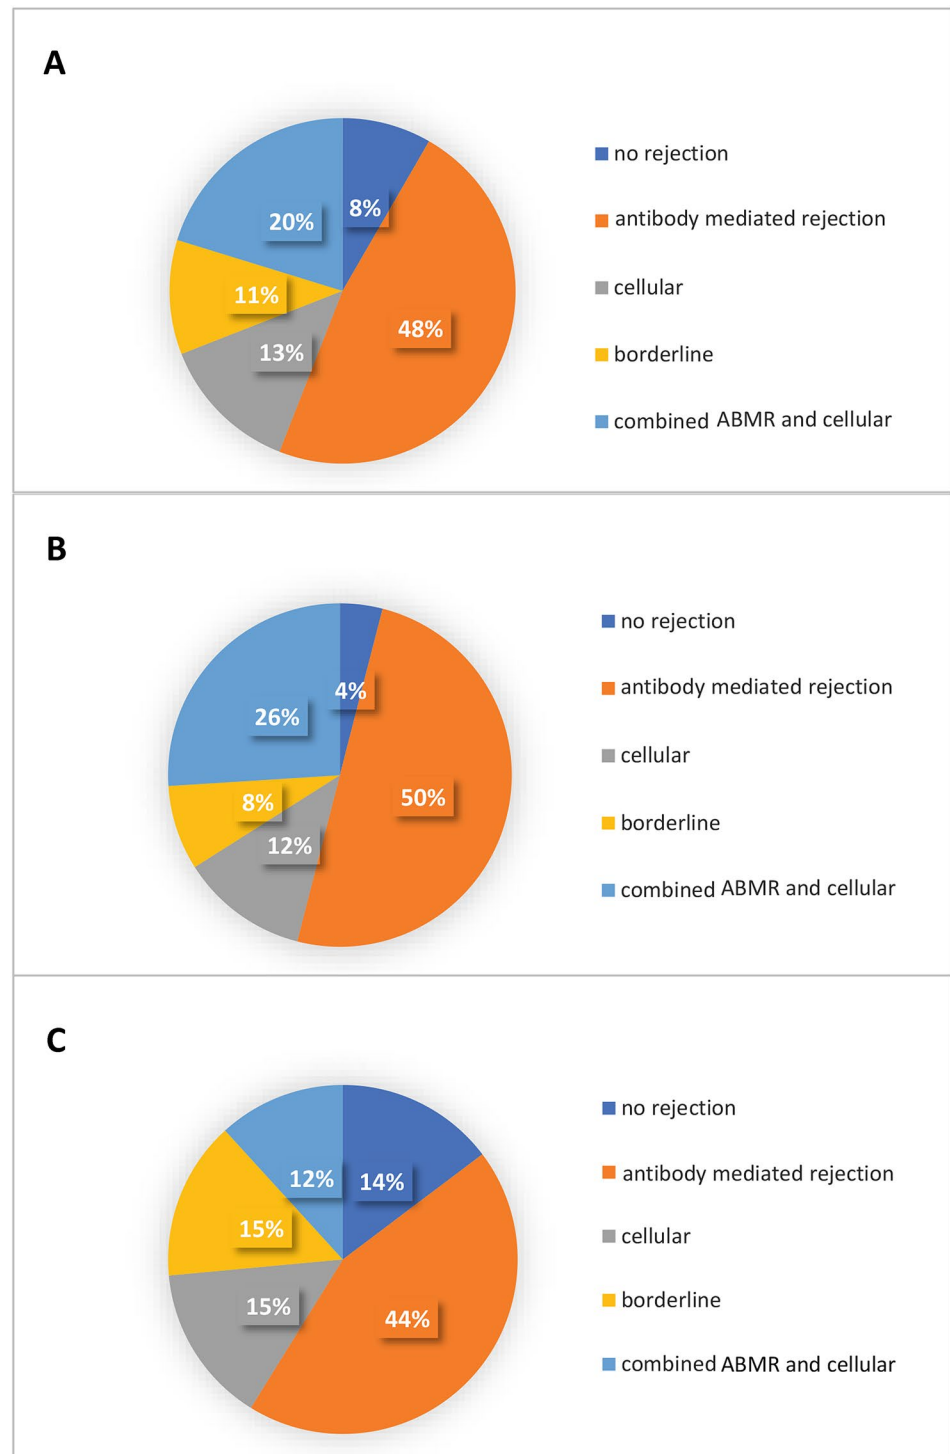 A
8%
48%
13%
11%
20%
no rejection
antibody mediated rejection
cellular
borderline
combined ABMR and cellular
B
4%
50%
12%
8%
26%
no rejection
antibody mediated rejection
cellular
borderline
combined ABMR and cellular
C
14%
44%
15%
15%
12%
no rejection
antibody mediated rejection
cellular
borderline
combined ABMR and cellular